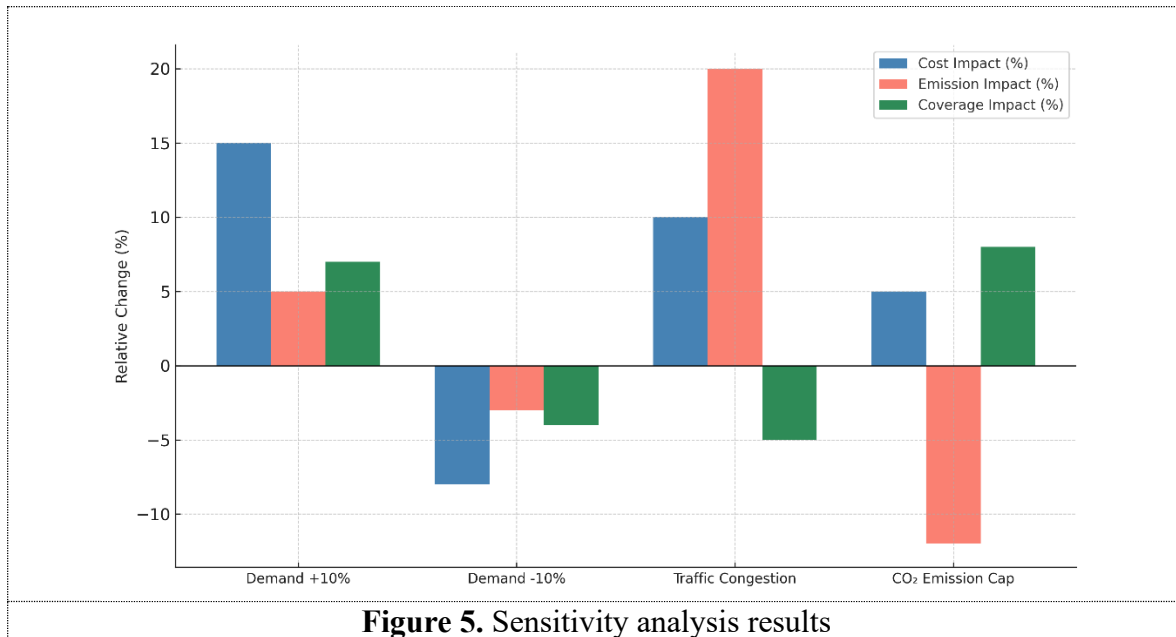 20
15
10
5
0
−5
−10
Relative Change (%)
Cost Impact (%)
Emission Impact (%)
Coverage Impact (%)
Demand +10%
Demand -10%
Traffic Congestion
CO₂ Emission Cap
Figure 5. Sensitivity analysis results